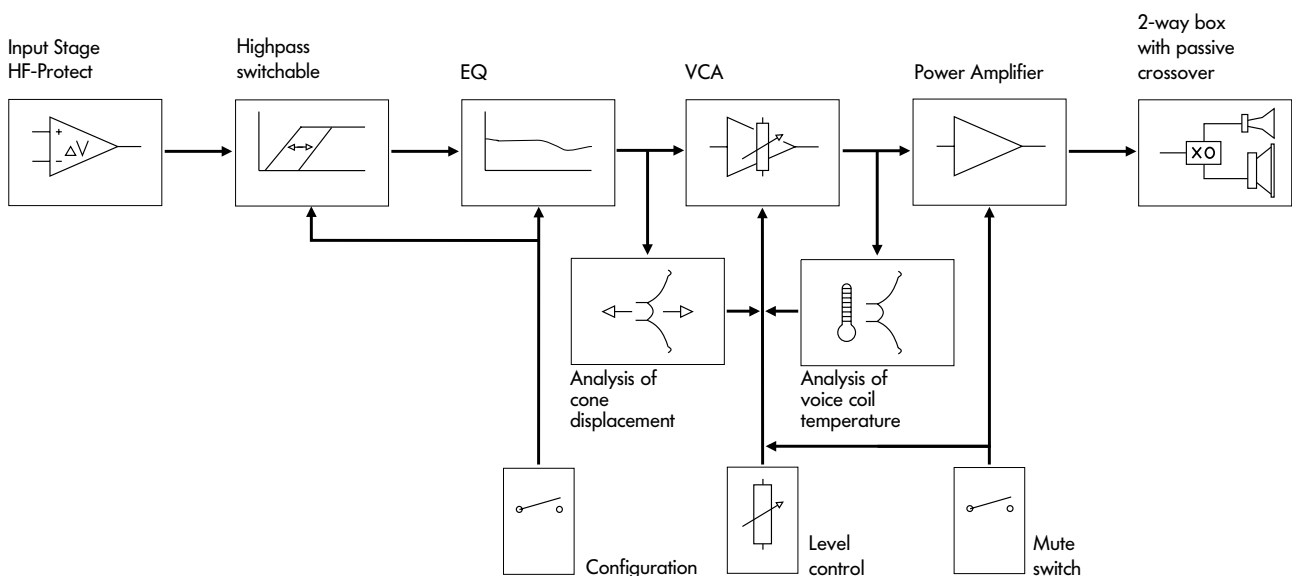 Input Stage
HF-Protect
Highpass
switchable
EQ
VCA
Power Amplifier
2-way box
with passive
crossover
+
ΔV
-
XO
Analysis of
cone
displacement
Analysis of
voice coil
temperature
Configuration
Level
control
Mute
switch